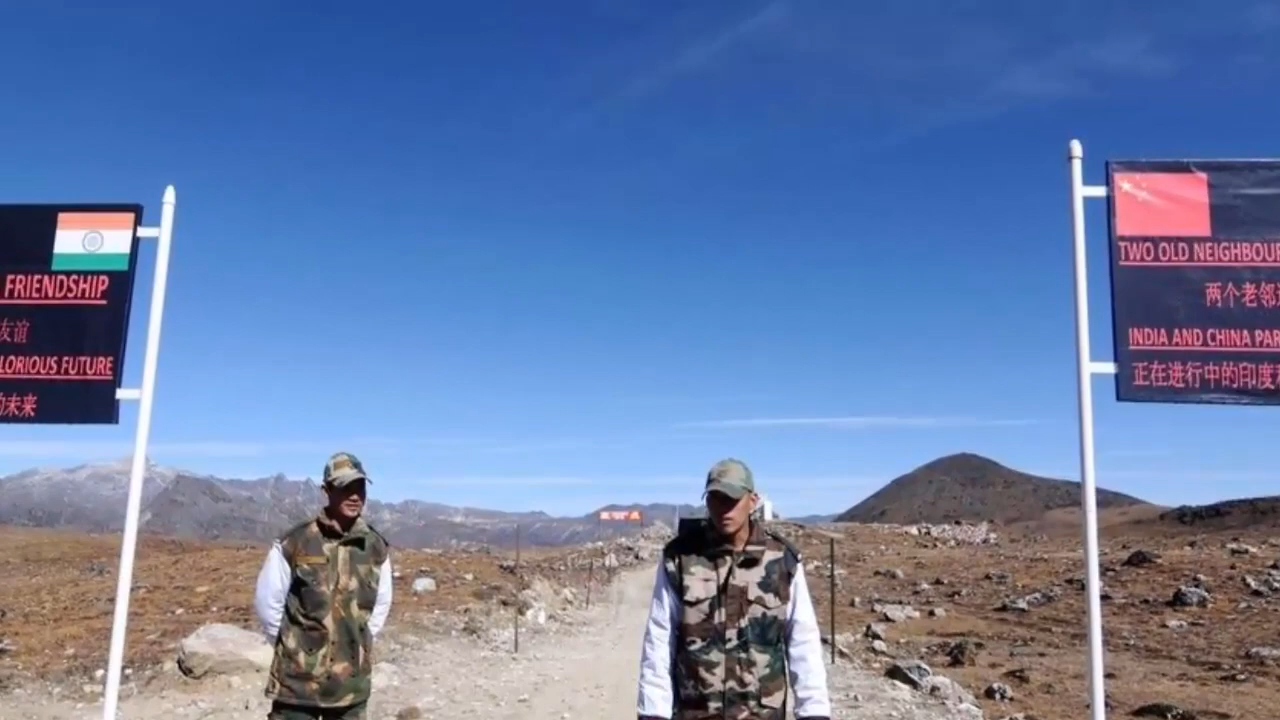 FRIENDSHIP
友谊
LORIOUS FUTURE
的未来
TWO OLD NEIGHBOUR
两个老邻
INDIA AND CHINA PAR
正在进行中的印度